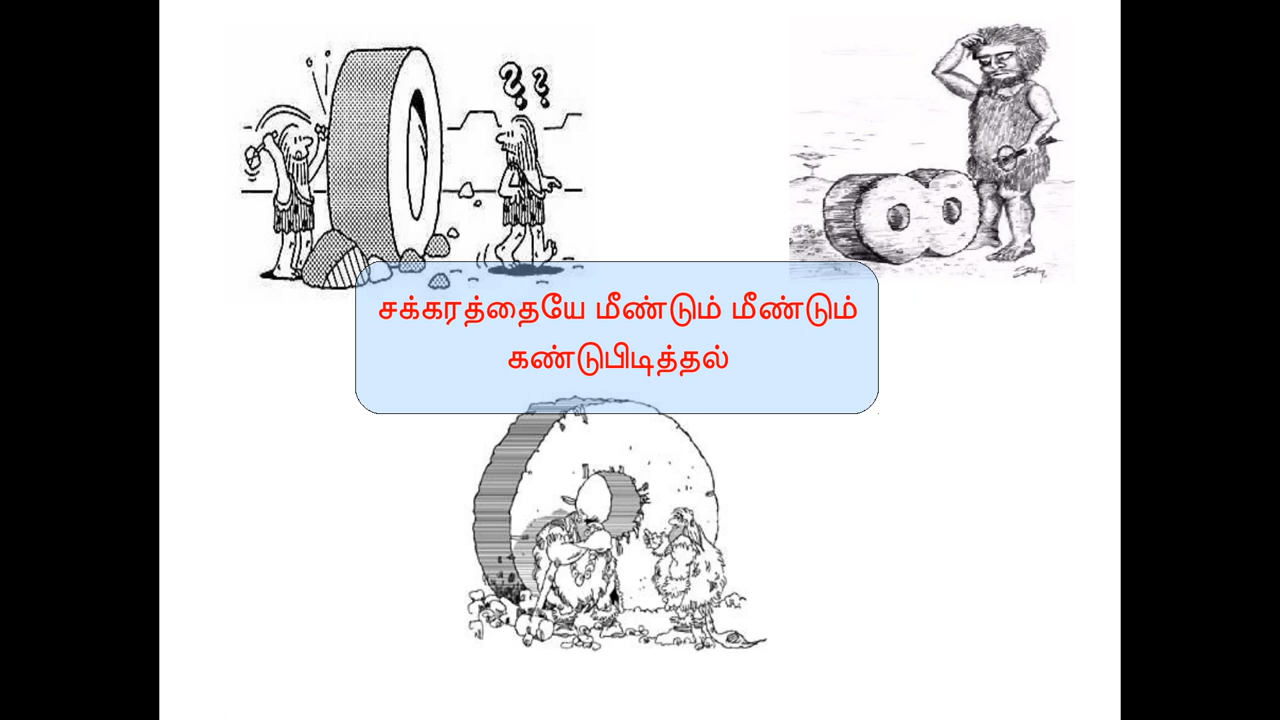 ??
சக்கரத்தையே மீண்டும் மீண்டும்
கண்டுபிடித்தல்